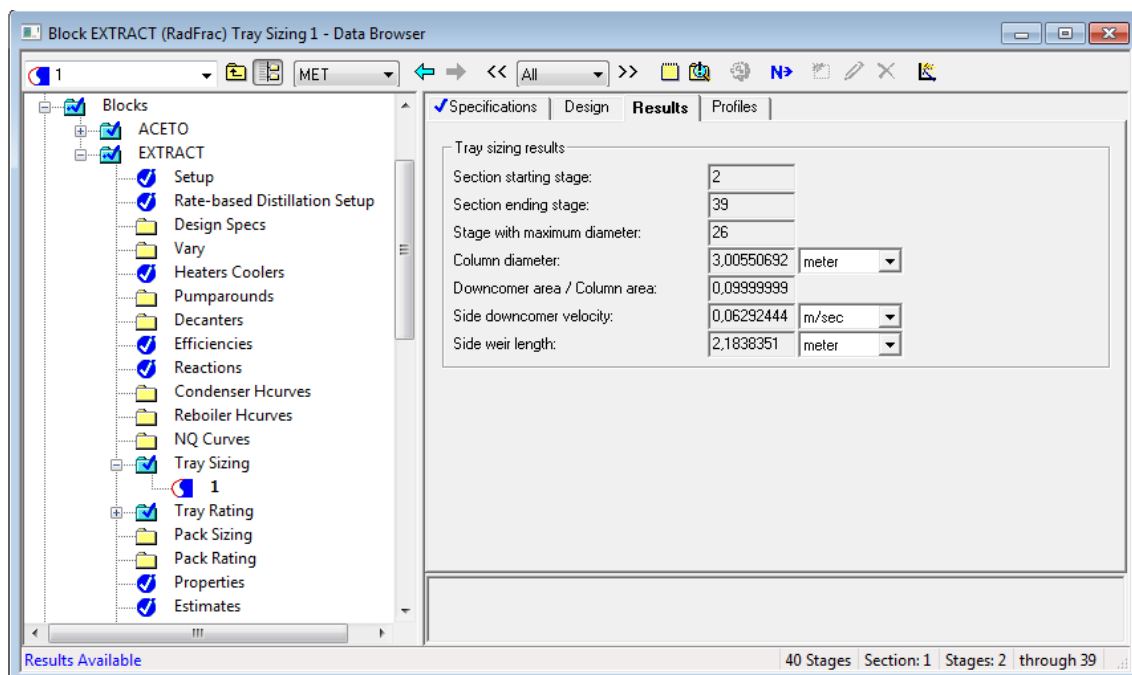 Block EXTRACT (RadFrac) Tray Sizing 1 - Data Browser
1 MET << All >> N
Blocks
ACETO
EXTRACT
Setup
Rate-based Distillation Setup
Design Specs
Vary
Heaters Coolers
Pumparounds
Decanters
Efficiencies
Reactions
Condenser Hcurves
Reboiler Hcurves
NQ Curves
Tray Sizing
1
Tray Rating
Pack Sizing
Pack Rating
Properties
Estimates
Specifications Design Results Profiles
Tray sizing results
Section starting stage: 2
Section ending stage: 39
Stage with maximum diameter: 26
Column diameter: 3,00550692 meter
Downcomer area / Column area: 0,09999999
Side downcomer velocity: 0,06292444 m/sec
Side weir length: 2,1838351 meter
Results Available 40 Stages Section: 1 Stages: 2 through 39